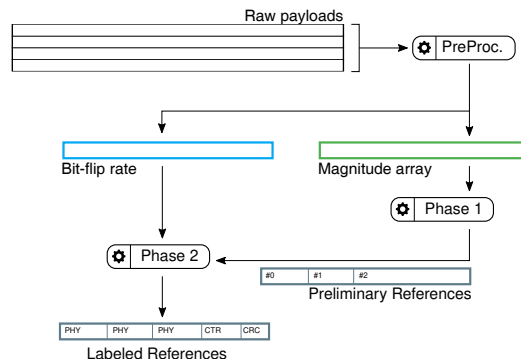 Raw payloads
PreProc.
Bit-flip rate
Magnitude array
Phase 1
Phase 2
#0 #1 #2
Preliminary References
PHY PHY PHY CTR CRC
Labeled References